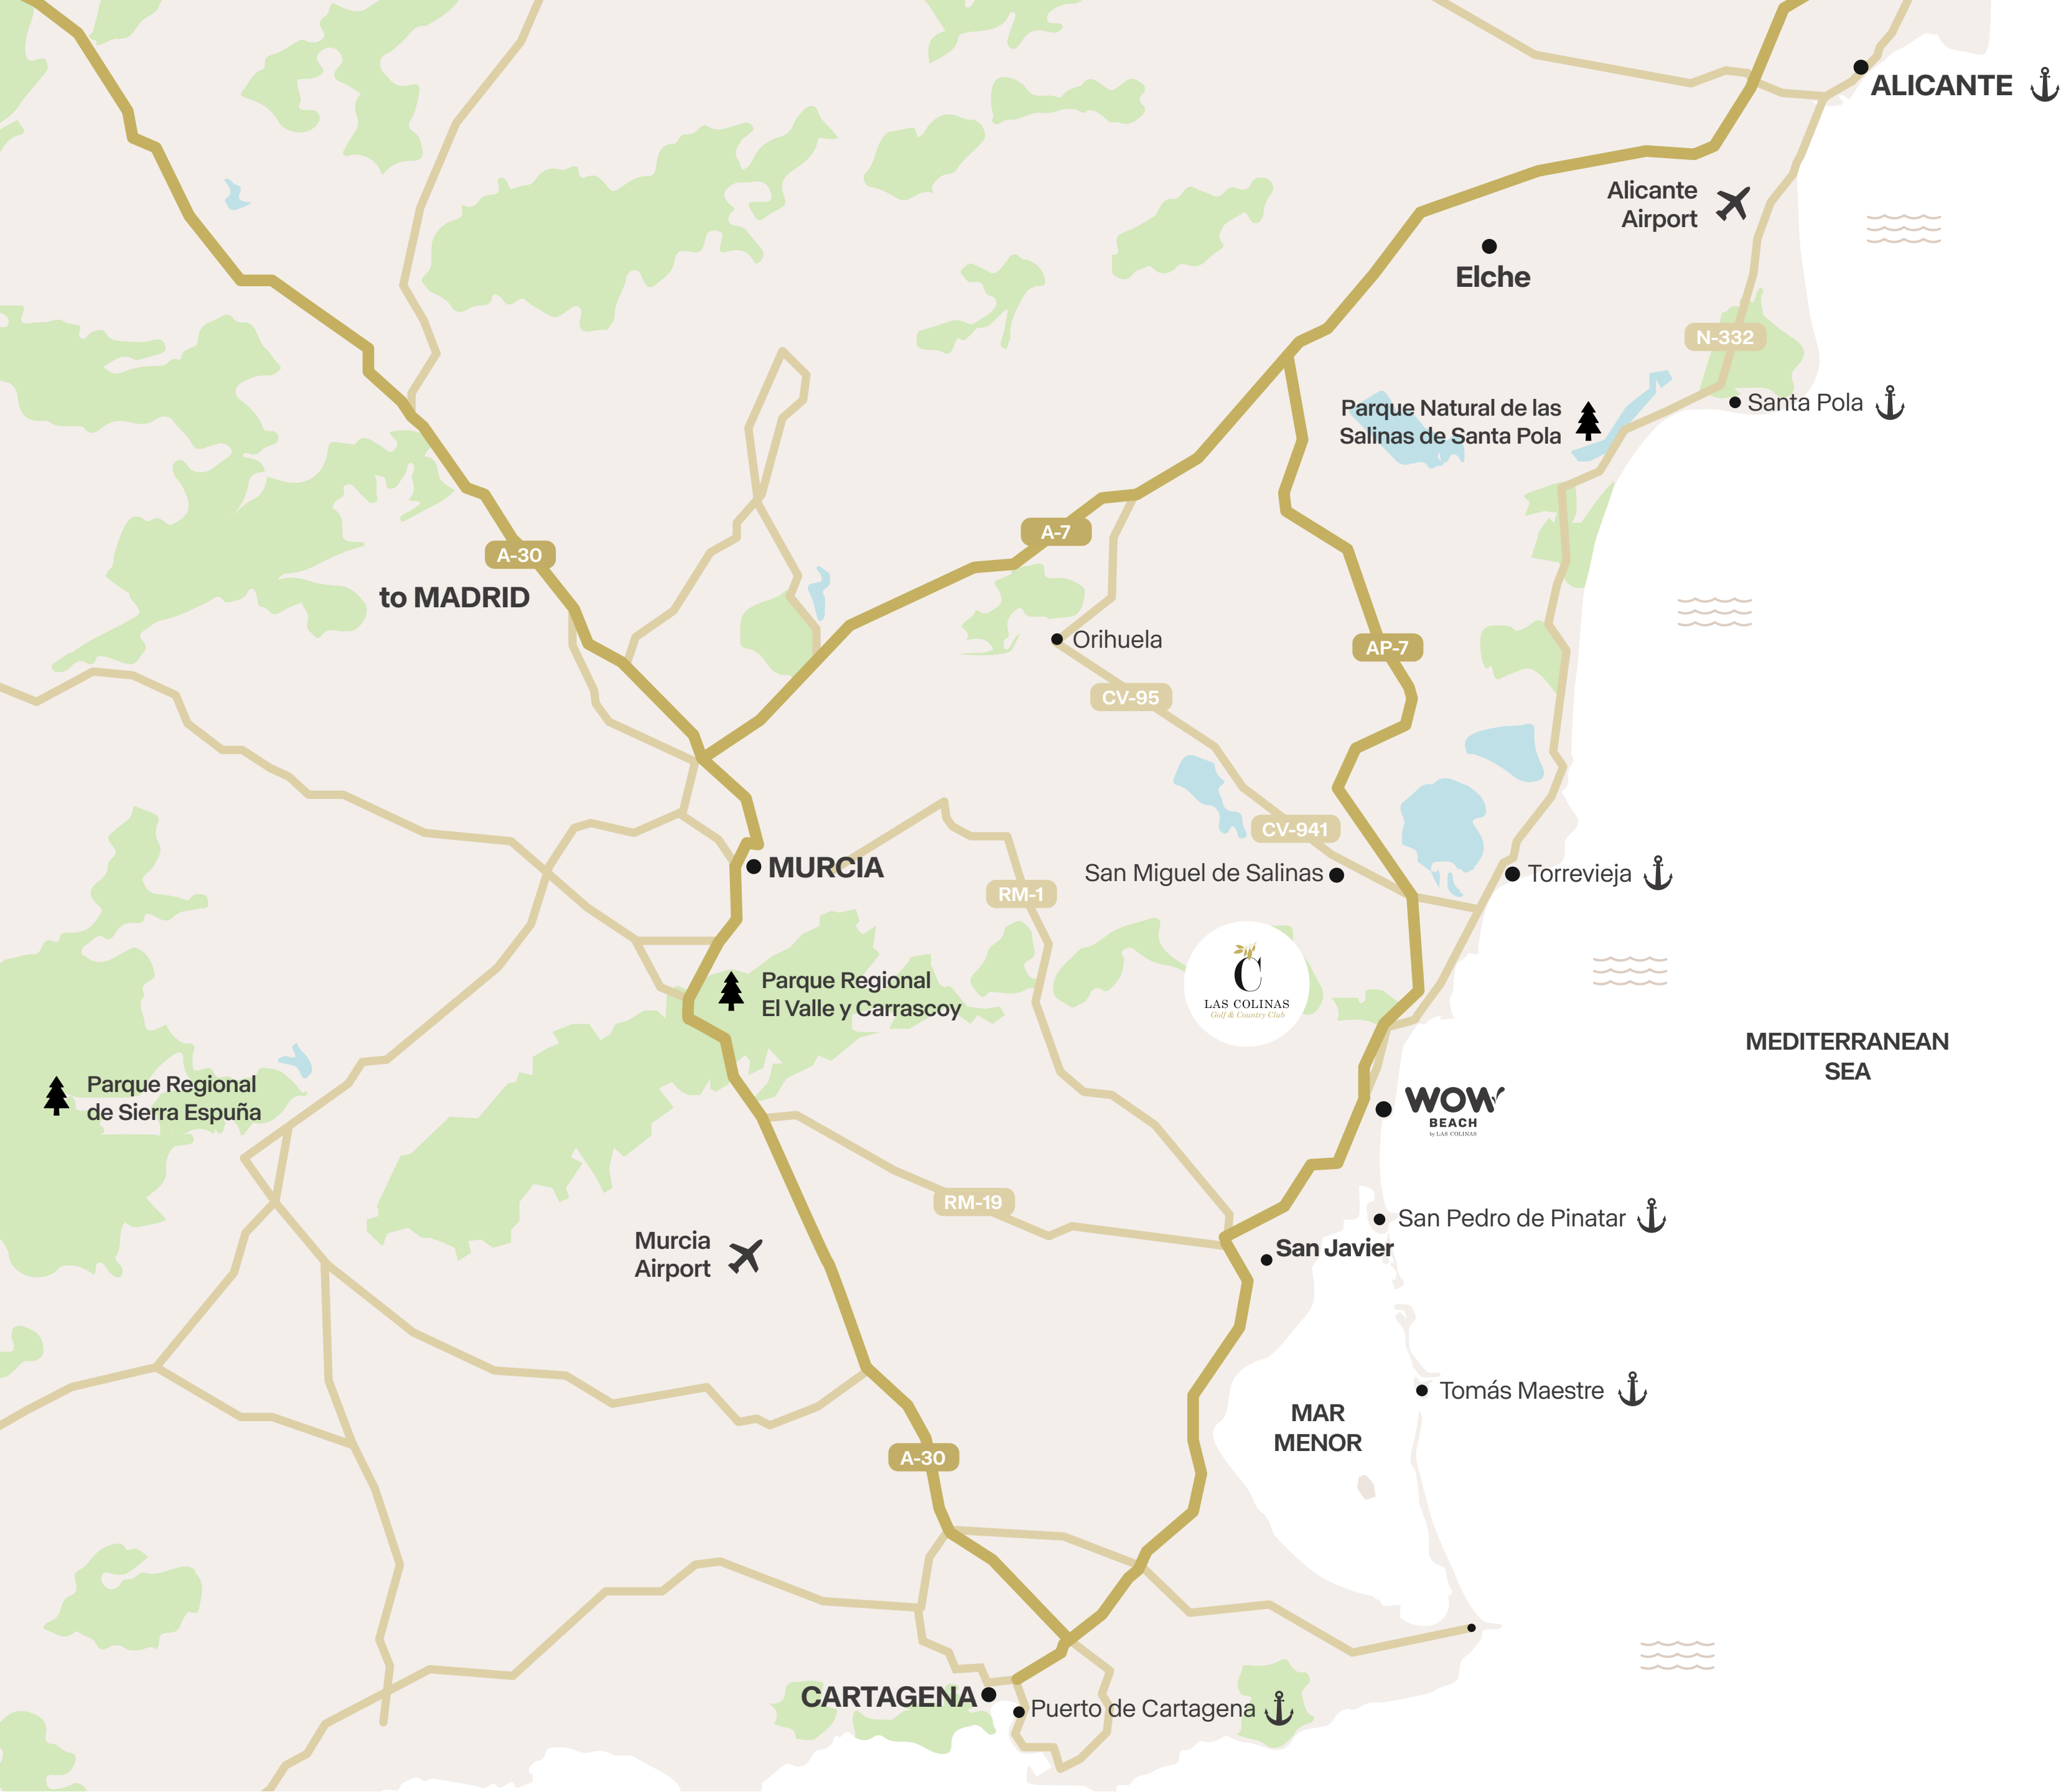 ALICANTE
Alicante
Airport
Elche
N-332
Santa Pola
Parque Natural de las
Salinas de Santa Pola
A-7
A-30
to MADRID
Orihuela
AP-7
CV-95
CV-941
MURCIA
San Miguel de Salinas
Torrevieja
RM-1
Parque Regional
El Valle y Carrascoy
C
LAS COLINAS
Golf & Country Club
MEDITERRANEAN
SEA
Parque Regional
de Sierra Espuña
WOW
BEACH
by LAS COLINAS
RM-19
San Pedro de Pinatar
Murcia
Airport
San Javier
Tomás Maestre
MAR
MENOR
A-30
CARTAGENA
Puerto de Cartagena